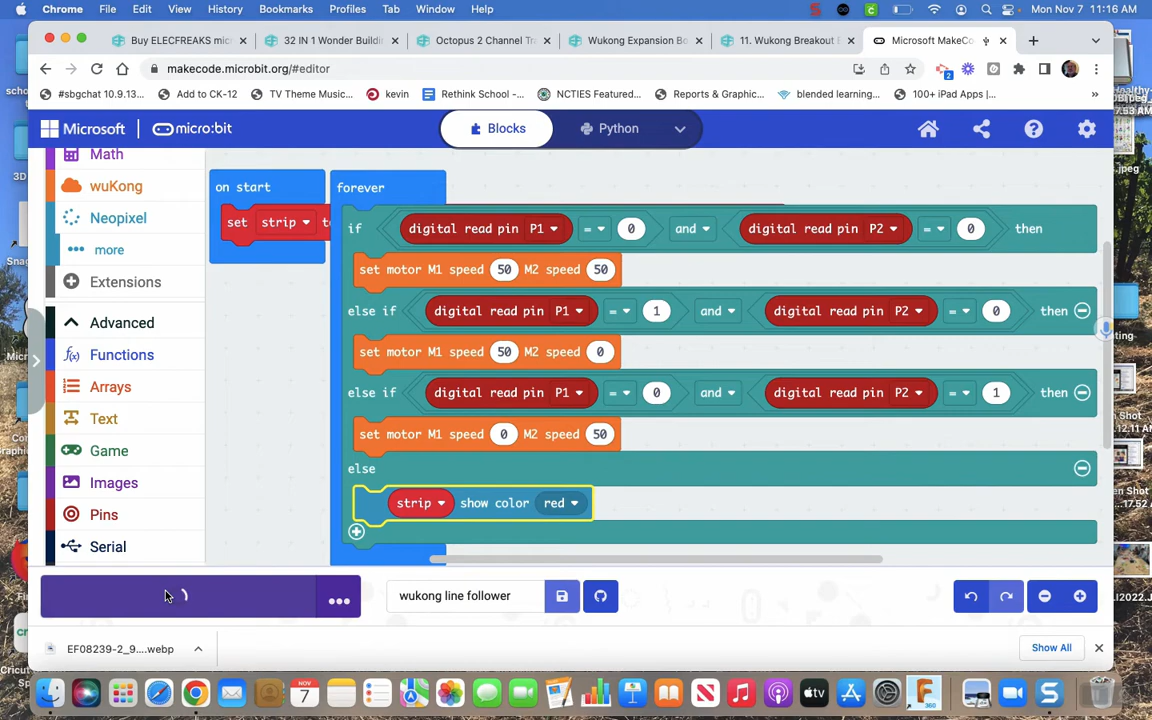 Chrome File Edit View History Bookmarks Profiles Tab Window Help Mon Nov 7 11:16 AM
Buy ELECFREAKS mi 32 IN 1 Wonder Buildi Octopus 2 Channel Tr Wukong Expansion Bo 11. Wukong Breakout Microsoft MakeCo
makecode.microbit.org/#editor
2
#sbgchat 10.9.13... Add to CK-12 TV Theme Music... kevin Rethink School -... NCTIES Featured... Reports & Graphic... blended learning... 100+ iPad Apps |... »
Microsoft micro:bit Blocks Python
Math
wuKong
Neopixel
more
Extensions
Advanced
Functions
Arrays
Text
Game
Images
Pins
Serial
on start
set strip
forever
if digital read pin P1 = 0 and digital read pin P2 = 0 then
set motor M1 speed 50 M2 speed 50
else if digital read pin P1 = 1 and digital read pin P2 = 0 then
set motor M1 speed 50 M2 speed 0
else if digital read pin P1 = 0 and digital read pin P2 = 1 then
set motor M1 speed 0 M2 speed 50
else
strip show color red
wukong line follower
EF08239-2_9....webp
Show All
NOV
7
tv
360